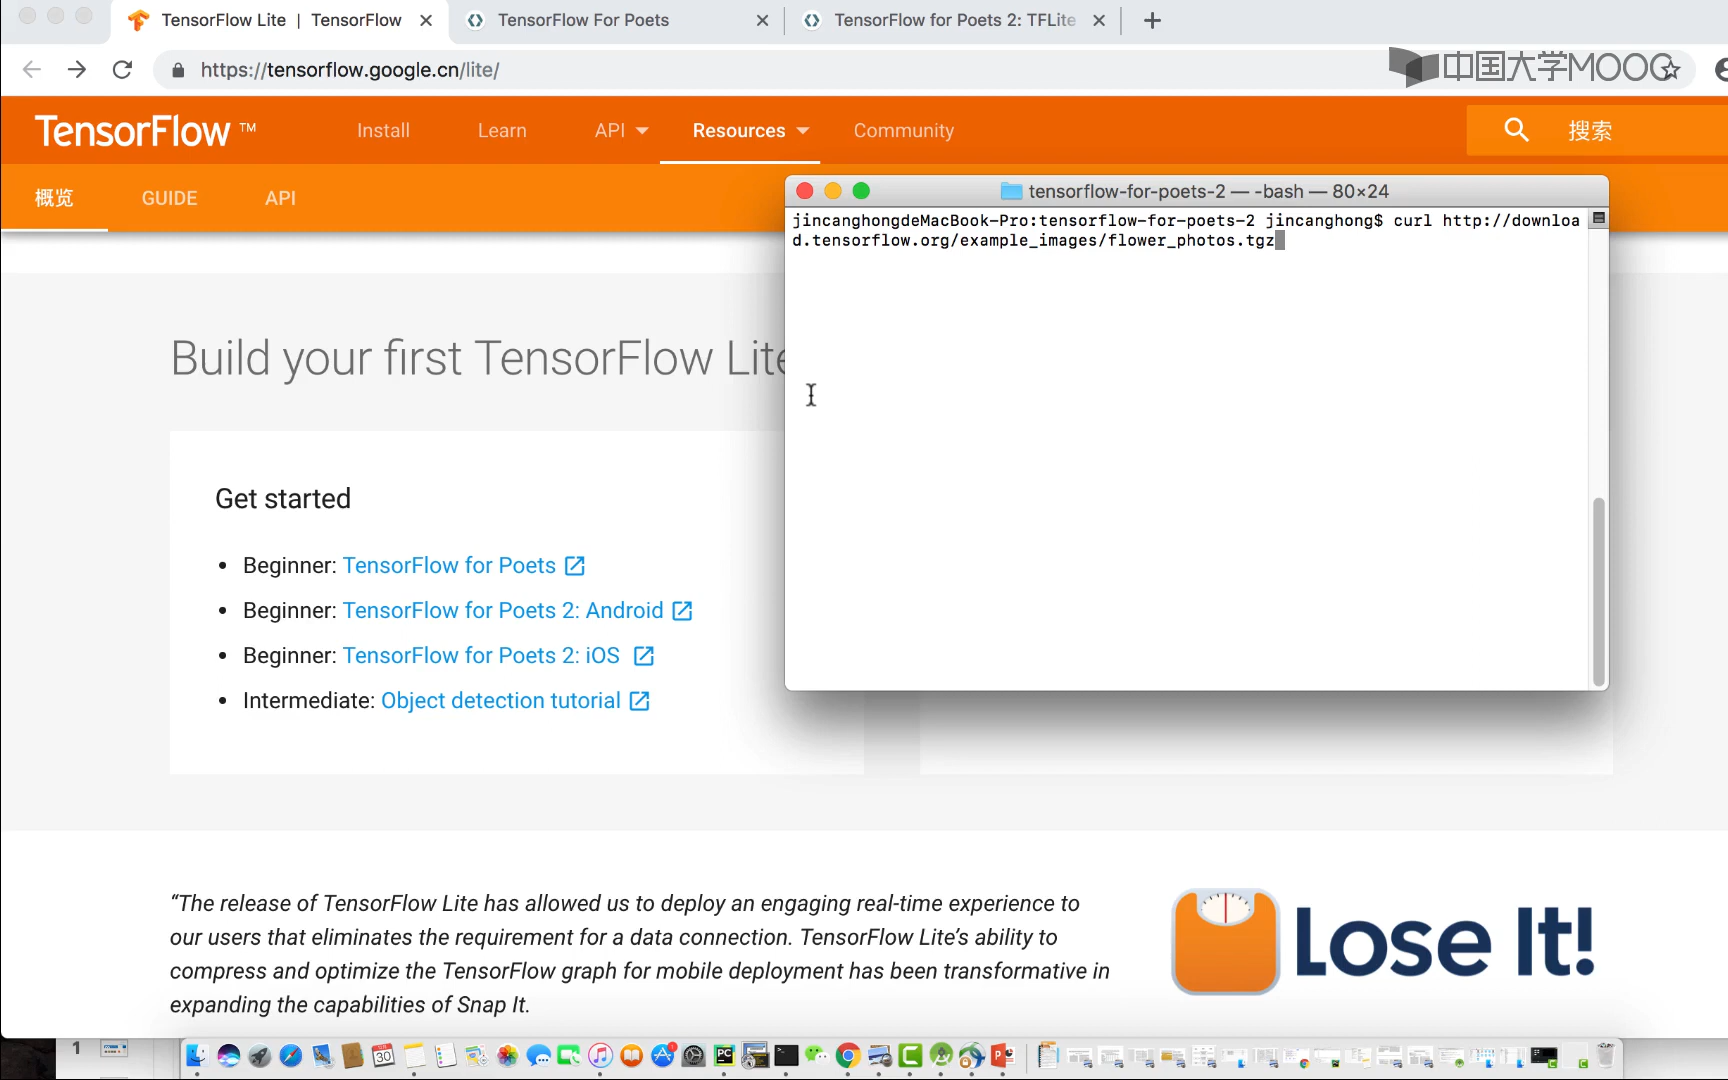 TensorFlow Lite | TensorFlow
TensorFlow For Poets
TensorFlow for Poets 2: TFLite
https://tensorflow.google.cn/lite/
中国大学MOOC
TensorFlow ™
Install
Learn
API
Resources
Community
搜索
概览
GUIDE
API
tensorflow-for-poets-2 — -bash — 80×24
jincanghongdeMacBook-Pro:tensorflow-for-poets-2 jincanghong$ curl http://downloa
d.tensorflow.org/example_images/flower_photos.tgz
Build your first TensorFlow Lite
Get started
Beginner: TensorFlow for Poets
Beginner: TensorFlow for Poets 2: Android
Beginner: TensorFlow for Poets 2: iOS
Intermediate: Object detection tutorial
“The release of TensorFlow Lite has allowed us to deploy an engaging real-time experience to
our users that eliminates the requirement for a data connection. TensorFlow Lite’s ability to
compress and optimize the TensorFlow graph for mobile deployment has been transformative in
expanding the capabilities of Snap It.
Lose It!
1
30
PC